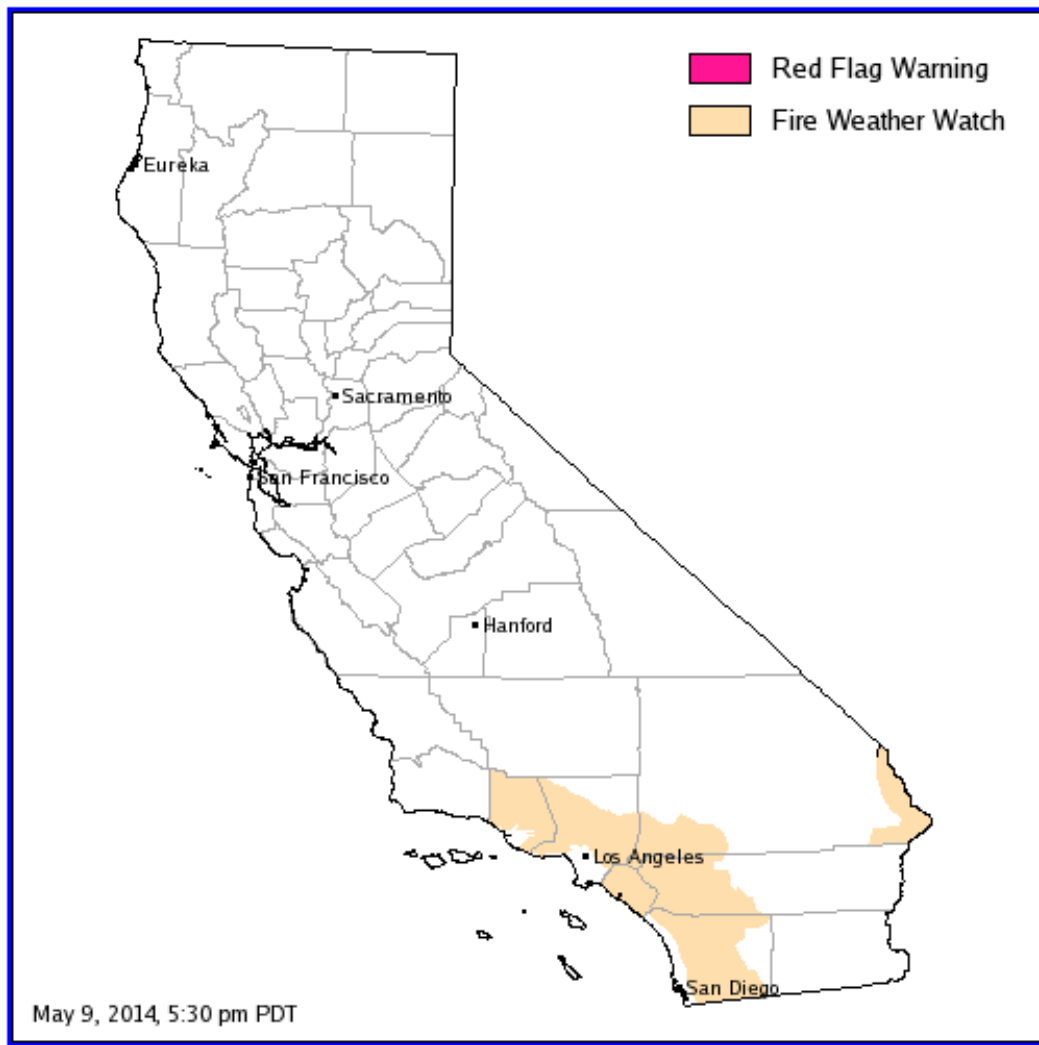 Red Flag Warning
Fire Weather Watch
Eureka
Sacramento
San Francisco
Hanford
Los Angeles
San Diego
May 9, 2014, 5:30 pm PDT